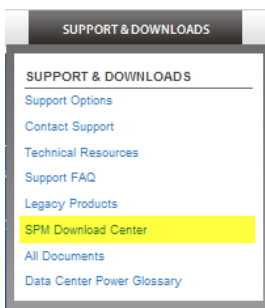 SUPPORT & DOWNLOADS
SUPPORT & DOWNLOADS
Support Options
Contact Support
Technical Resources
Support FAQ
Legacy Products
SPM Download Center
All Documents
Data Center Power Glossary